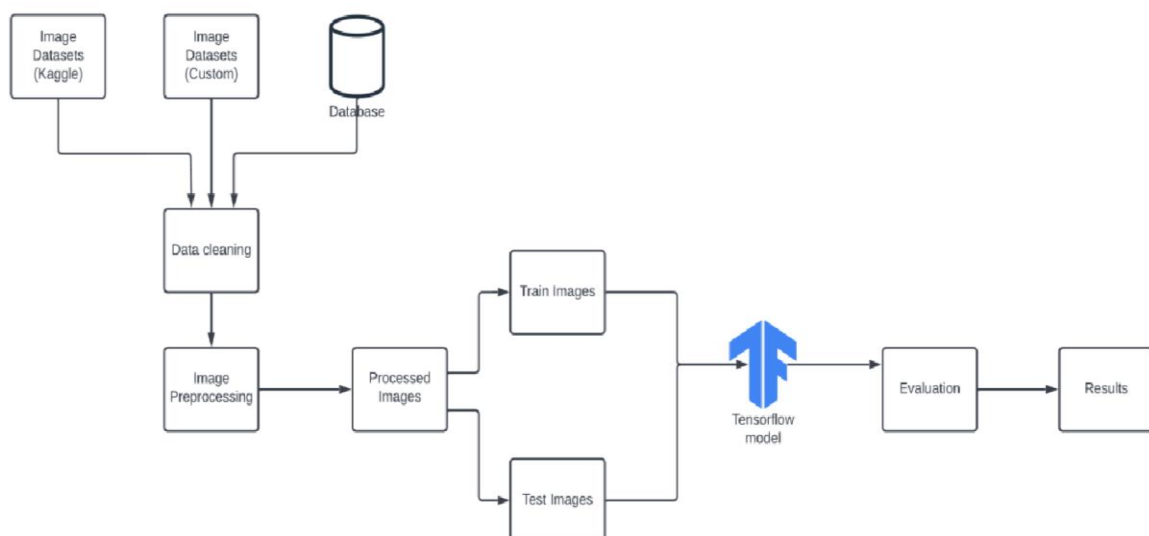 Image
Datasets
(Kaggle)
Image
Datasets
(Custom)
Database
Data cleaning
Image
Preprocessing
Processed
Images
Train Images
Test Images
Tensorflow
model
Evaluation
Results